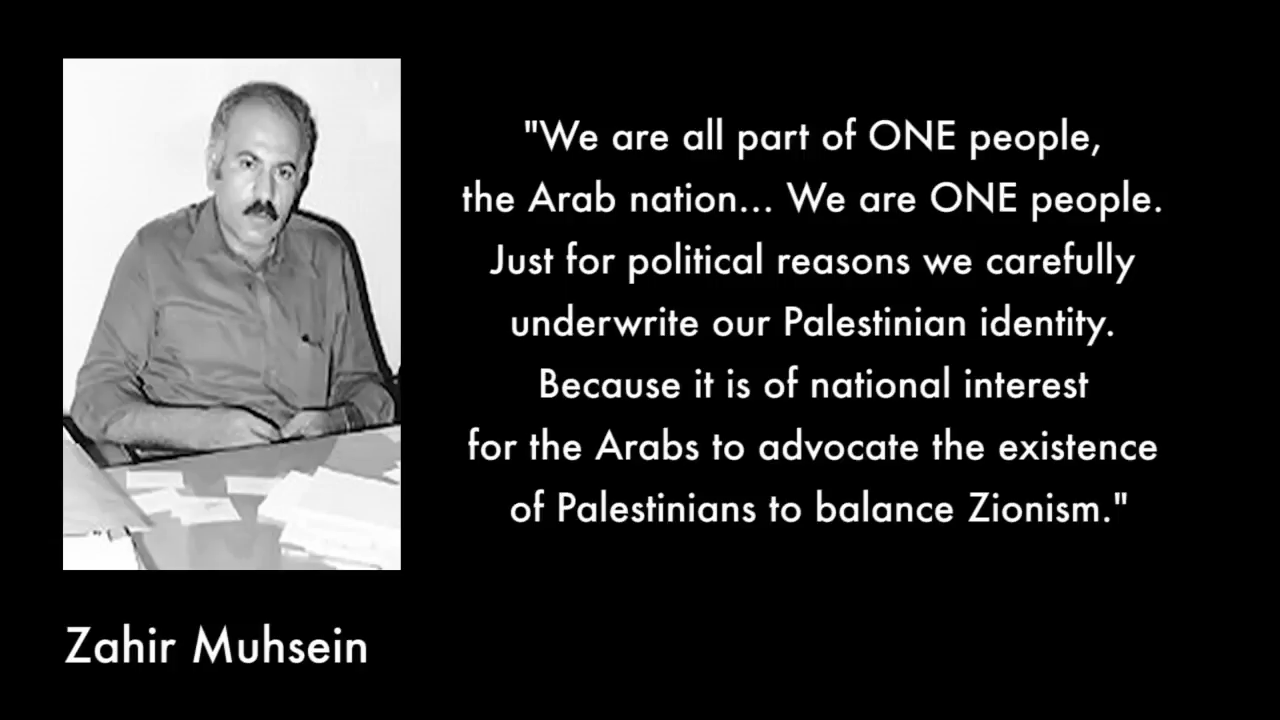 "We are all part of ONE people,
the Arab nation... We are ONE people.
Just for political reasons we carefully
underwrite our Palestinian identity.
Because it is of national interest
for the Arabs to advocate the existence
of Palestinians to balance Zionism."
Zahir Muhsein